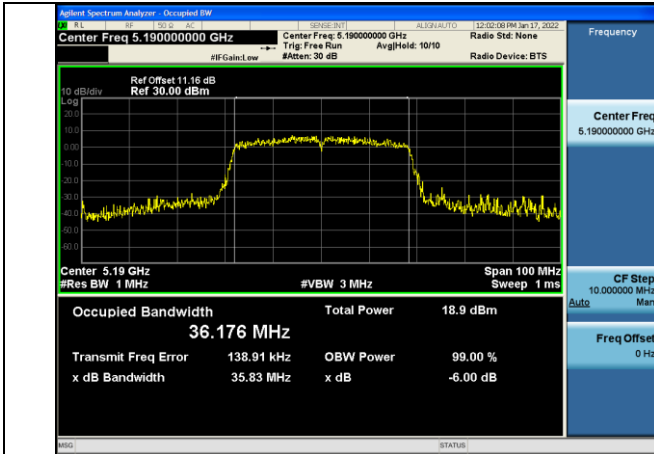 Agilent Spectrum Analyzer - Occupied BW
RL RF 50 Ω AC SENSE:INT ALIGNAUTO 12:02:08 PM Jan 17, 2022
Center Freq 5.190000000 GHz Center Freq: 5.190000000 GHz Radio Std: None
Trig: Free Run Avg|Hold: 10/10
#IFGain:Low #Atten: 30 dB Radio Device: BTS
Ref Offset 11.16 dB
10 dB/div Ref 30.00 dBm
Log
20.0
10.0
0.00
-10.0
-20.0
-30.0
-40.0
-50.0
-60.0
Center 5.19 GHz Span 100 MHz
#Res BW 1 MHz #VBW 3 MHz Sweep 1 ms
Occupied Bandwidth Total Power 18.9 dBm
36.176 MHz
Transmit Freq Error 138.91 kHz OBW Power 99.00 %
x dB Bandwidth 35.83 MHz x dB -6.00 dB
MSG STATUS
Frequency
Center Freq
5.190000000 GHz
CF Step
10.000000 MHz
Auto Man
Freq Offset
0 Hz